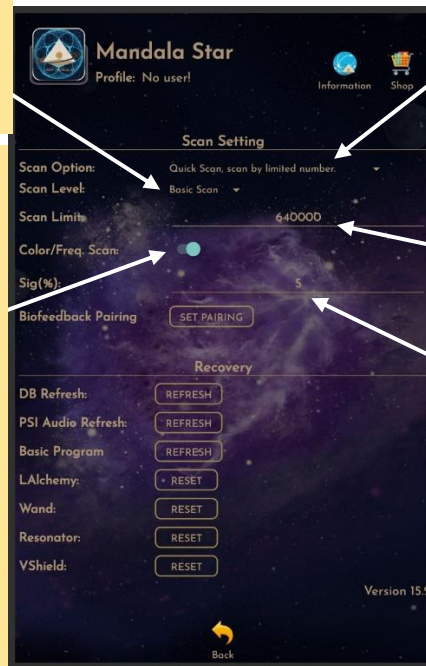 Mandala Star
Profile: No user!
Information
Shop
Scan Setting
Scan Option: Quick Scan, scan by limited number.
Scan Level: Basic Scan
Scan Limit: 640000
Color/Freq. Scan:
Sig(%): 5
Biofeedback Pairing SET PAIRING
Recovery
DB Refresh: REFRESH
PSI Audio Refresh: REFRESH
Basic Program REFRESH
LAlchemy: RESET
Wand: RESET
Resonator: RESET
VShield: RESET
Version 15.
Back